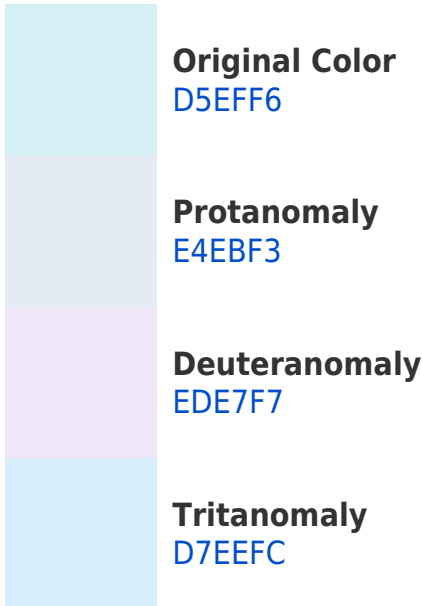 Original Color
D5EFF6
Protanomaly
E4EBF3
Deuteranomaly
EDE7F7
Tritanomaly
D7EEFC